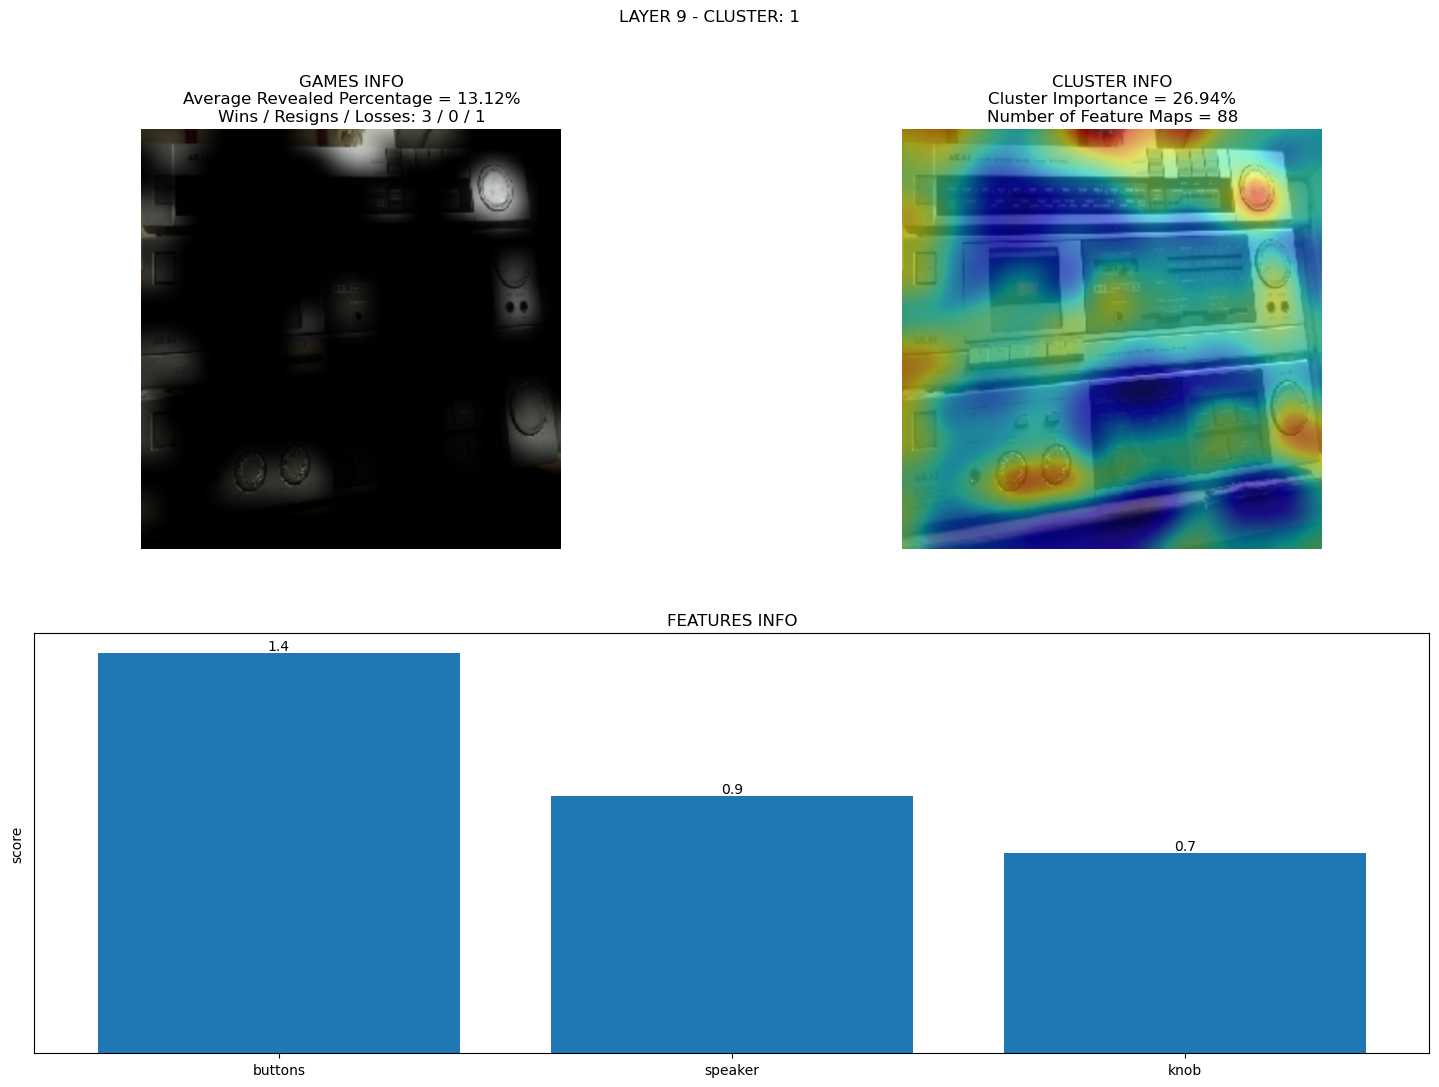 LAYER 9 - CLUSTER: 1
GAMES INFO
Average Revealed Percentage = 13.12%
Wins / Resigns / Losses: 3 / 0 / 1
CLUSTER INFO
Cluster Importance = 26.94%
Number of Feature Maps = 88
AKAI
AKAI
FEATURES INFO
score
1.4
0.9
0.7
buttons
speaker
knob